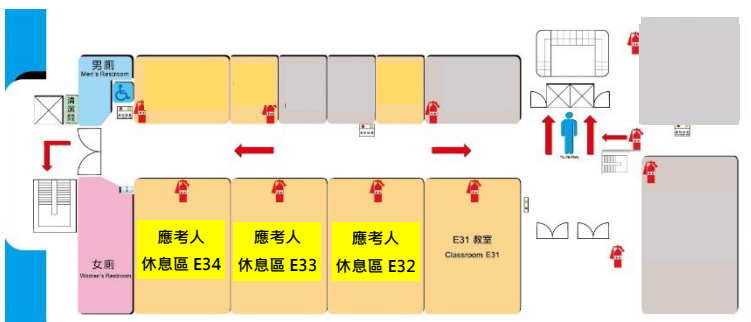 男廁
Men's Restroom
清潔間
應考人
休息區 E34
應考人
休息區 E33
應考人
休息區 E32
E31 教室
Classroom E31
女廁
Women's Restroom